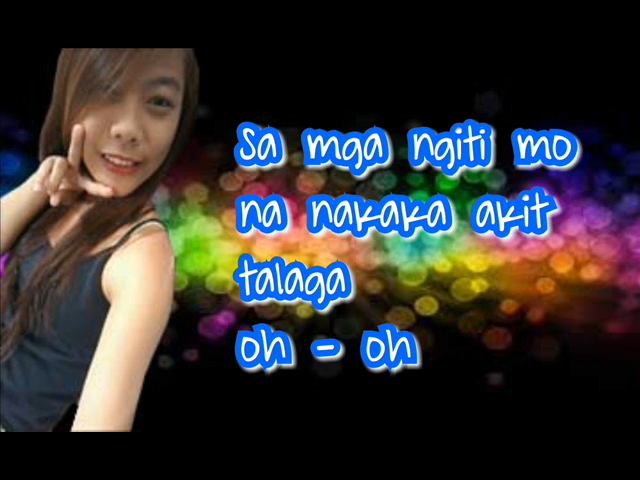 Sa mga ngiti mo
na nakaka akit
talaga
oh - oh